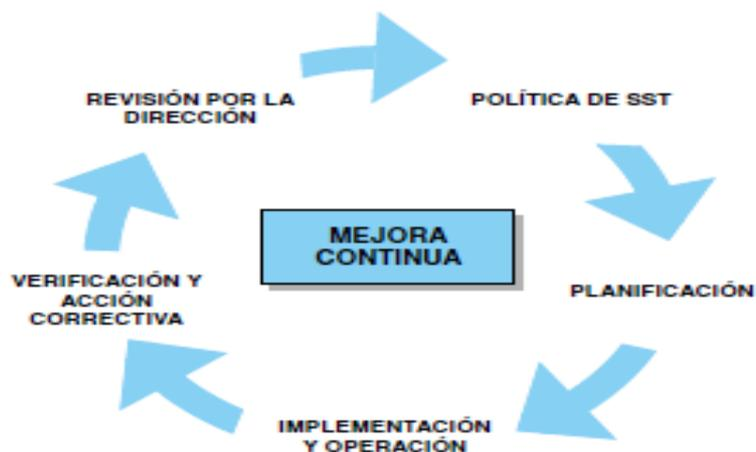 REVISIÓN POR LA
DIRECCIÓN
POLÍTICA DE SST
MEJORA
CONTINUA
VERIFICACIÓN Y
ACCIÓN
CORRECTIVA
PLANIFICACIÓN
IMPLEMENTACIÓN
Y OPERACIÓN